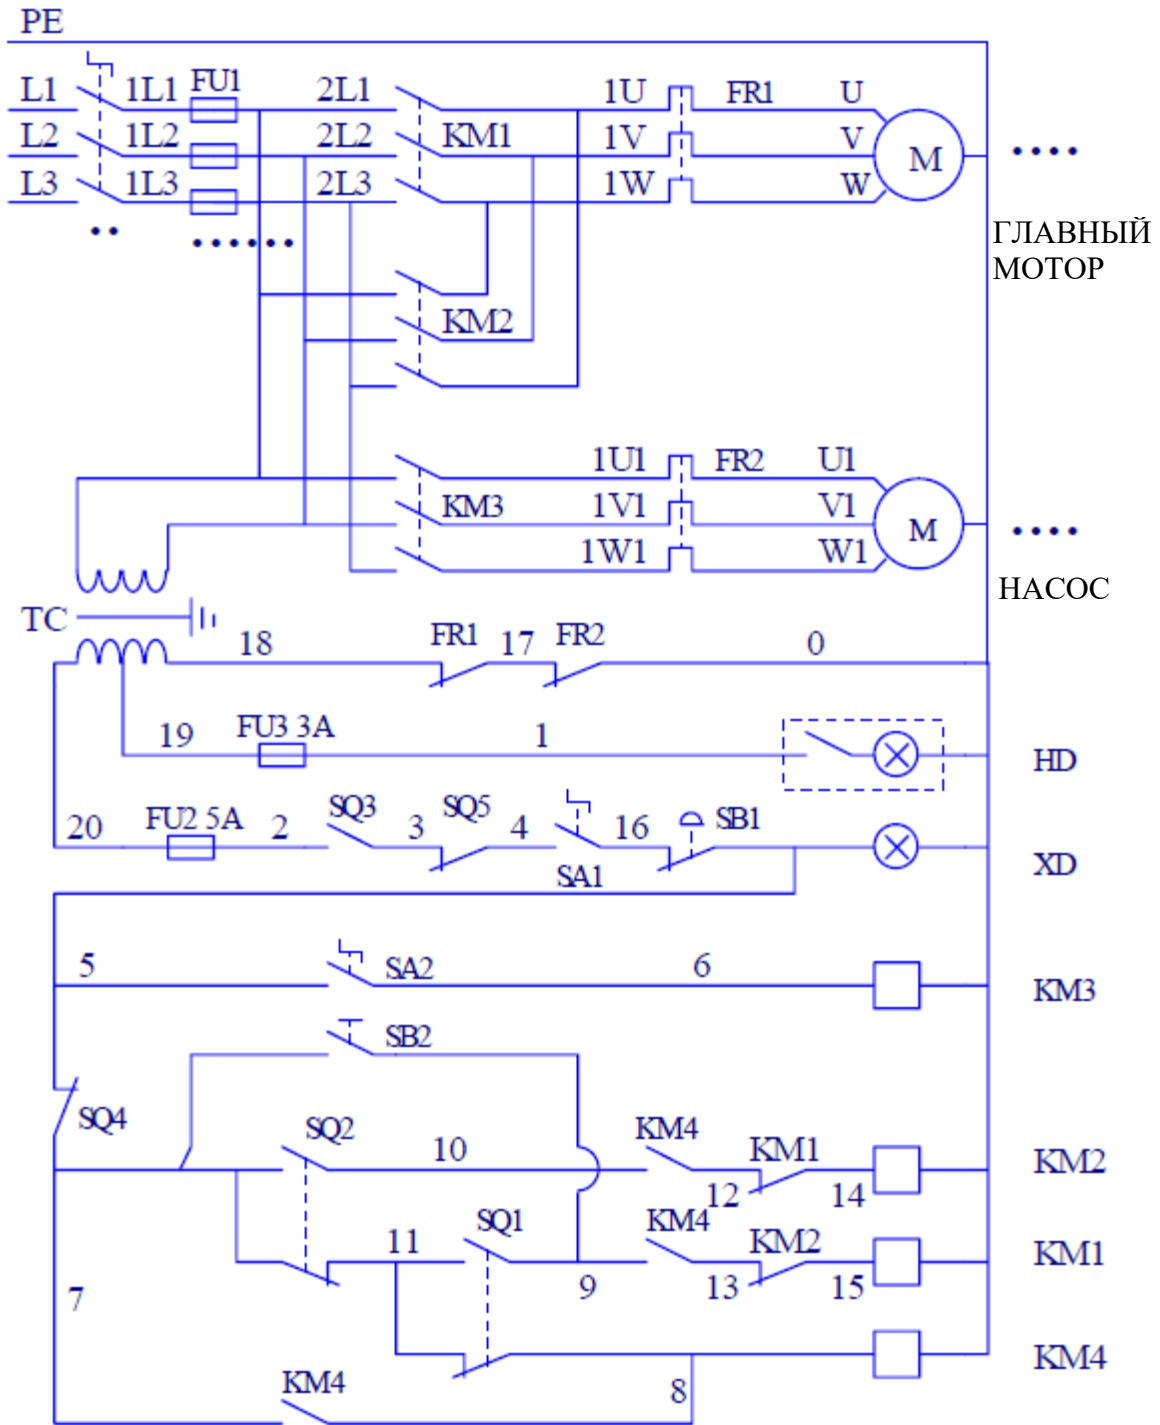 PE
L1 1L1 FU1 2L1 1U FR1 U
L2 1L2 2L2 KM1 1V V M ••••
L3 1L3 2L3 1W W
•• ••••••
ГЛАВНЫЙ
МОТОР
KM2
1U1 FR2 U1
KM3 1V1 V1 M ••••
1W1 W1
НАСОС
TC
18 FR1 17 FR2 0
19 FU3 3A 1 HD
20 FU2 5A 2 SQ3 3 SQ5 4 16 SB1
SA1 XD
5 SA2 6 KM3
SB2
SQ4 SQ2 10 KM4 KM1 KM2
12 14
11 SQ1 KM4 KM2 KM1
7 9 13 15
KM4 8 KM4